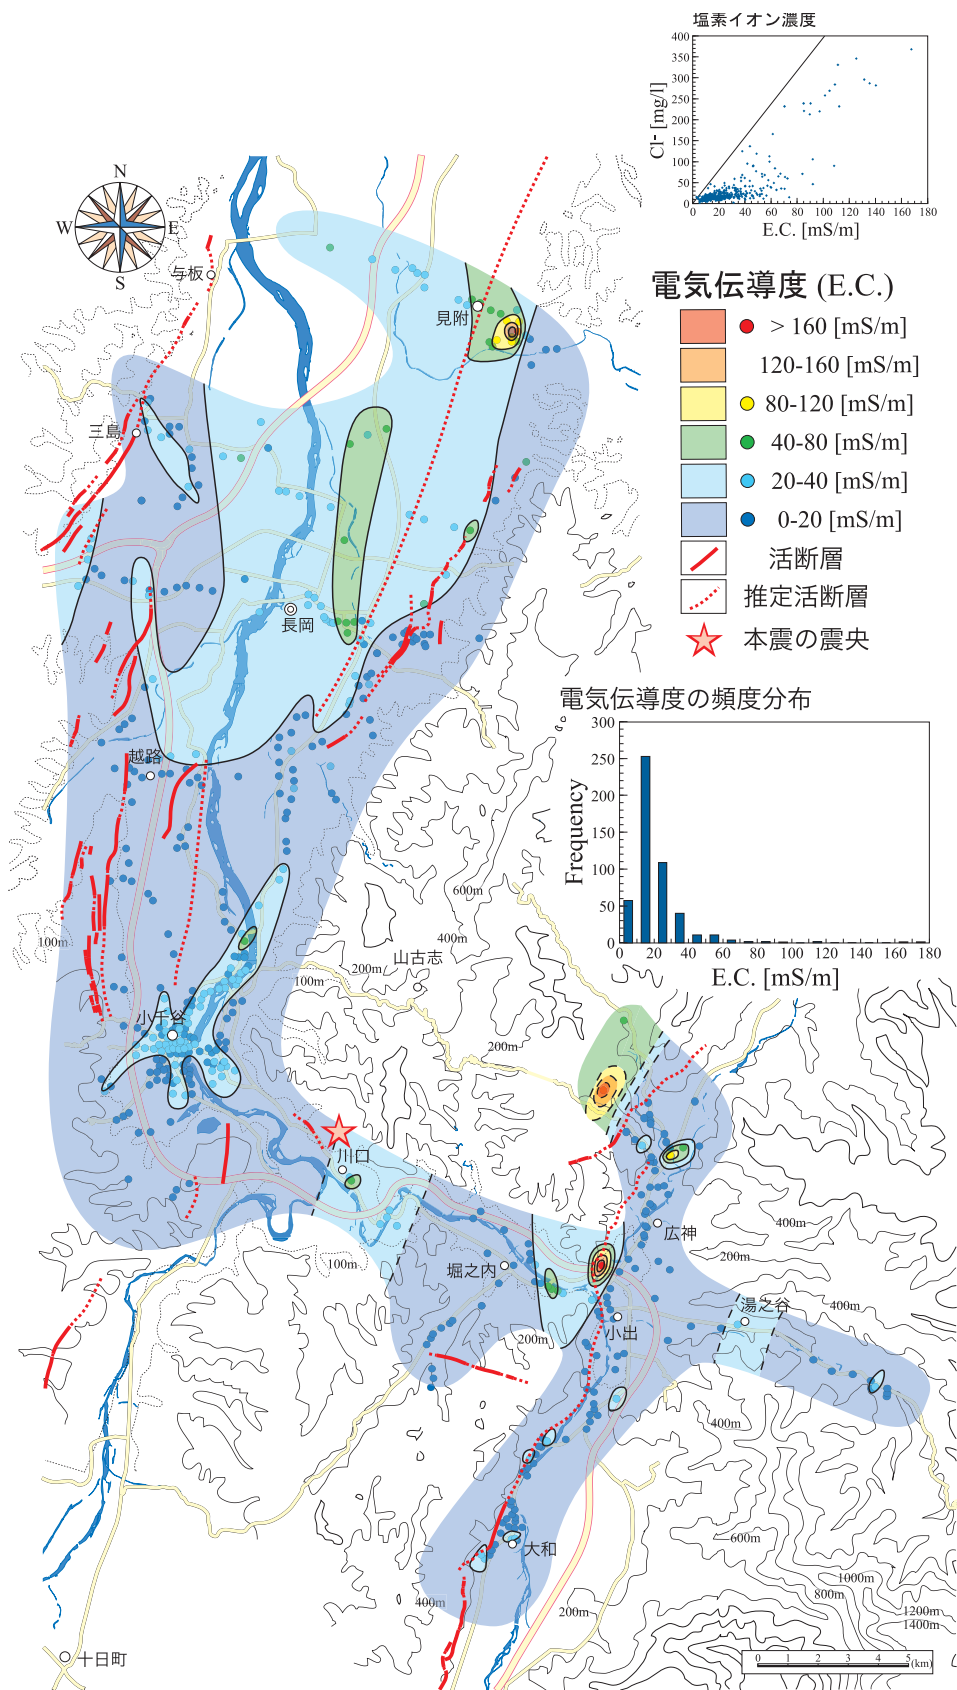 塩素イオン濃度
400
350
300
250
200
150
100
50
0
Cl⁻ [mg/l]
0 20 40 60 80 100 120 140 160 180
E.C. [mS/m]
N
W E
S
与板
見附
三島
長岡
越路
小千谷
山古志
川口
堀之内
広神
湯之谷
小出
大和
十日町
電気伝導度 (E.C.)
> 160 [mS/m]
120-160 [mS/m]
80-120 [mS/m]
40-80 [mS/m]
20-40 [mS/m]
0-20 [mS/m]
活断層
推定活断層
本震の震央
電気伝導度の頻度分布
300
250
200
150
100
50
0
Frequency
0 20 40 60 80 100 120 140 160 180
E.C. [mS/m]
600m
400m
200m
100m
100m
200m
400m
200m
100m
400m
200m
400m
600m
1000m
800m
1200m
1400m
400m
200m
0 1 2 3 4 5 (km)